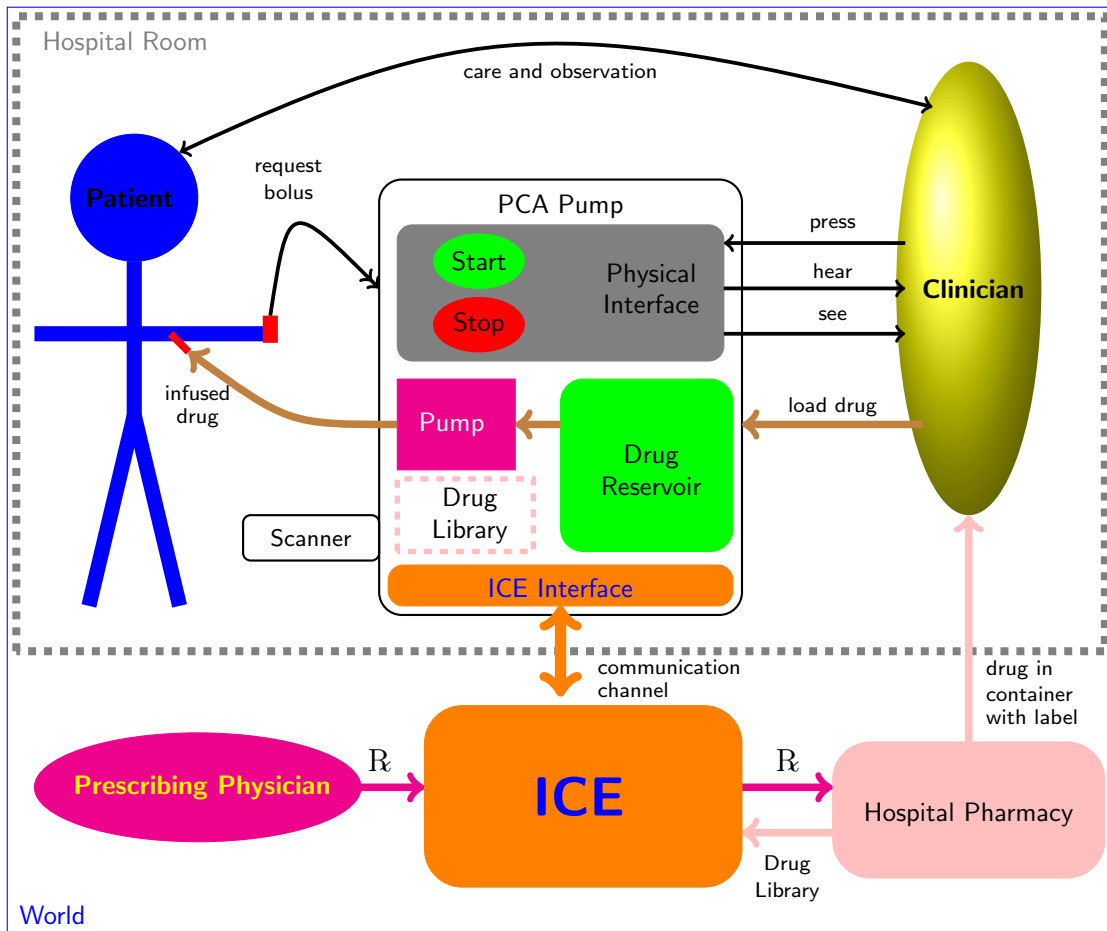 Hospital Room
care and observation
request
bolus
Patient
PCA Pump
Start
Stop
Physical
Interface
press
hear
see
Clinician
infused
drug
Pump
load drug
Drug
Reservoir
Drug
Library
Scanner
ICE Interface
communication
channel
drug in
container
with label
Prescribing Physician
℞
ICE
℞
Hospital Pharmacy
Drug
Library
World